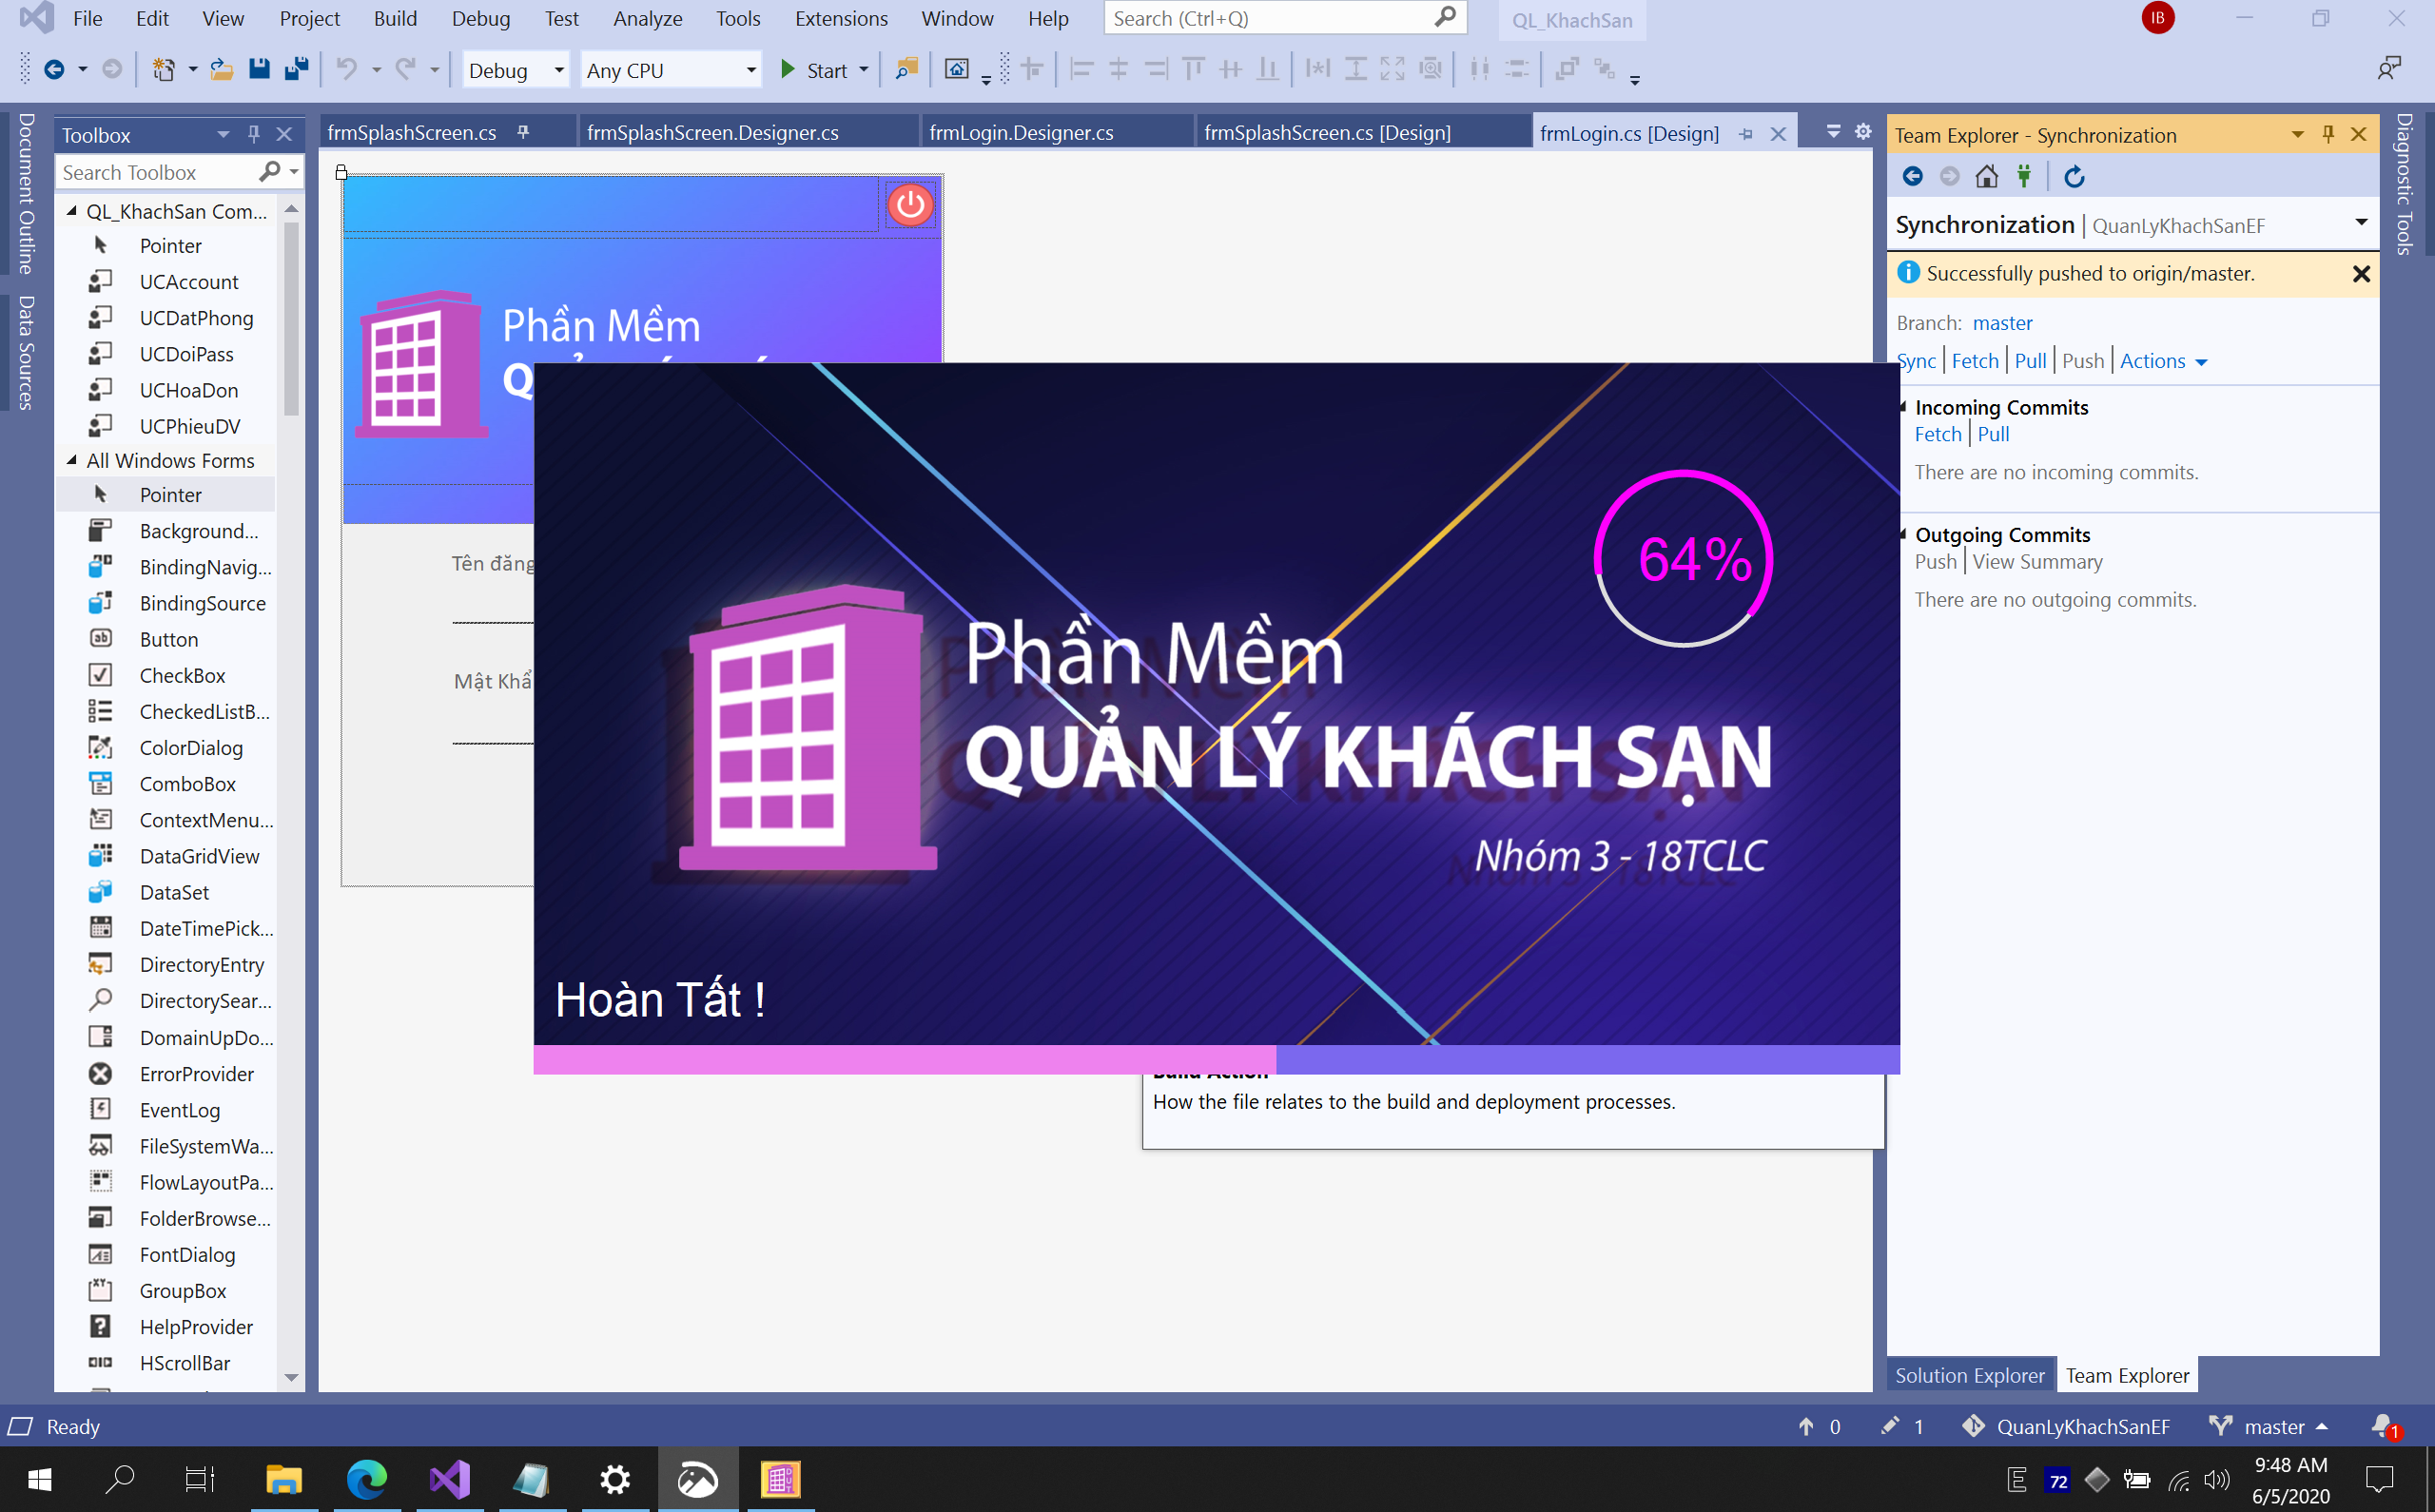 File Edit View Project Build Debug Test Analyze Tools Extensions Window Help Search (Ctrl+Q) QL_KhachSan IB
Debug Any CPU Start
Document Outline
Data Sources
Toolbox
Search Toolbox
QL_KhachSan Com...
Pointer
UCAccount
UCDatPhong
UCDoiPass
UCHoaDon
UCPhieuDV
All Windows Forms
Pointer
Background...
BindingNavig...
BindingSource
Button
CheckBox
CheckedListB...
ColorDialog
ComboBox
ContextMenu...
DataGridView
DataSet
DateTimePick...
DirectoryEntry
DirectorySear...
DomainUpDo...
ErrorProvider
EventLog
FileSystemWa...
FlowLayoutPa...
FolderBrowse...
FontDialog
GroupBox
HelpProvider
HScrollBar
frmSplashScreen.cs frmSplashScreen.Designer.cs frmLogin.Designer.cs frmSplashScreen.cs [Design] frmLogin.cs [Design]
Phần Mềm
Tên đăng
Mật Khẩ
64%
Phần Mềm
QUẢN LÝ KHÁCH SẠN
Nhóm 3 - 18TCLC
Hoàn Tất !
Build Action
How the file relates to the build and deployment processes.
Team Explorer - Synchronization
Synchronization | QuanLyKhachSanEF
Successfully pushed to origin/master.
Branch: master
Sync | Fetch | Pull | Push | Actions
Incoming Commits
Fetch | Pull
There are no incoming commits.
Outgoing Commits
Push | View Summary
There are no outgoing commits.
Solution Explorer Team Explorer
Diagnostic Tools
Ready 0 1 QuanLyKhachSanEF master 1
72
9:48 AM
6/5/2020